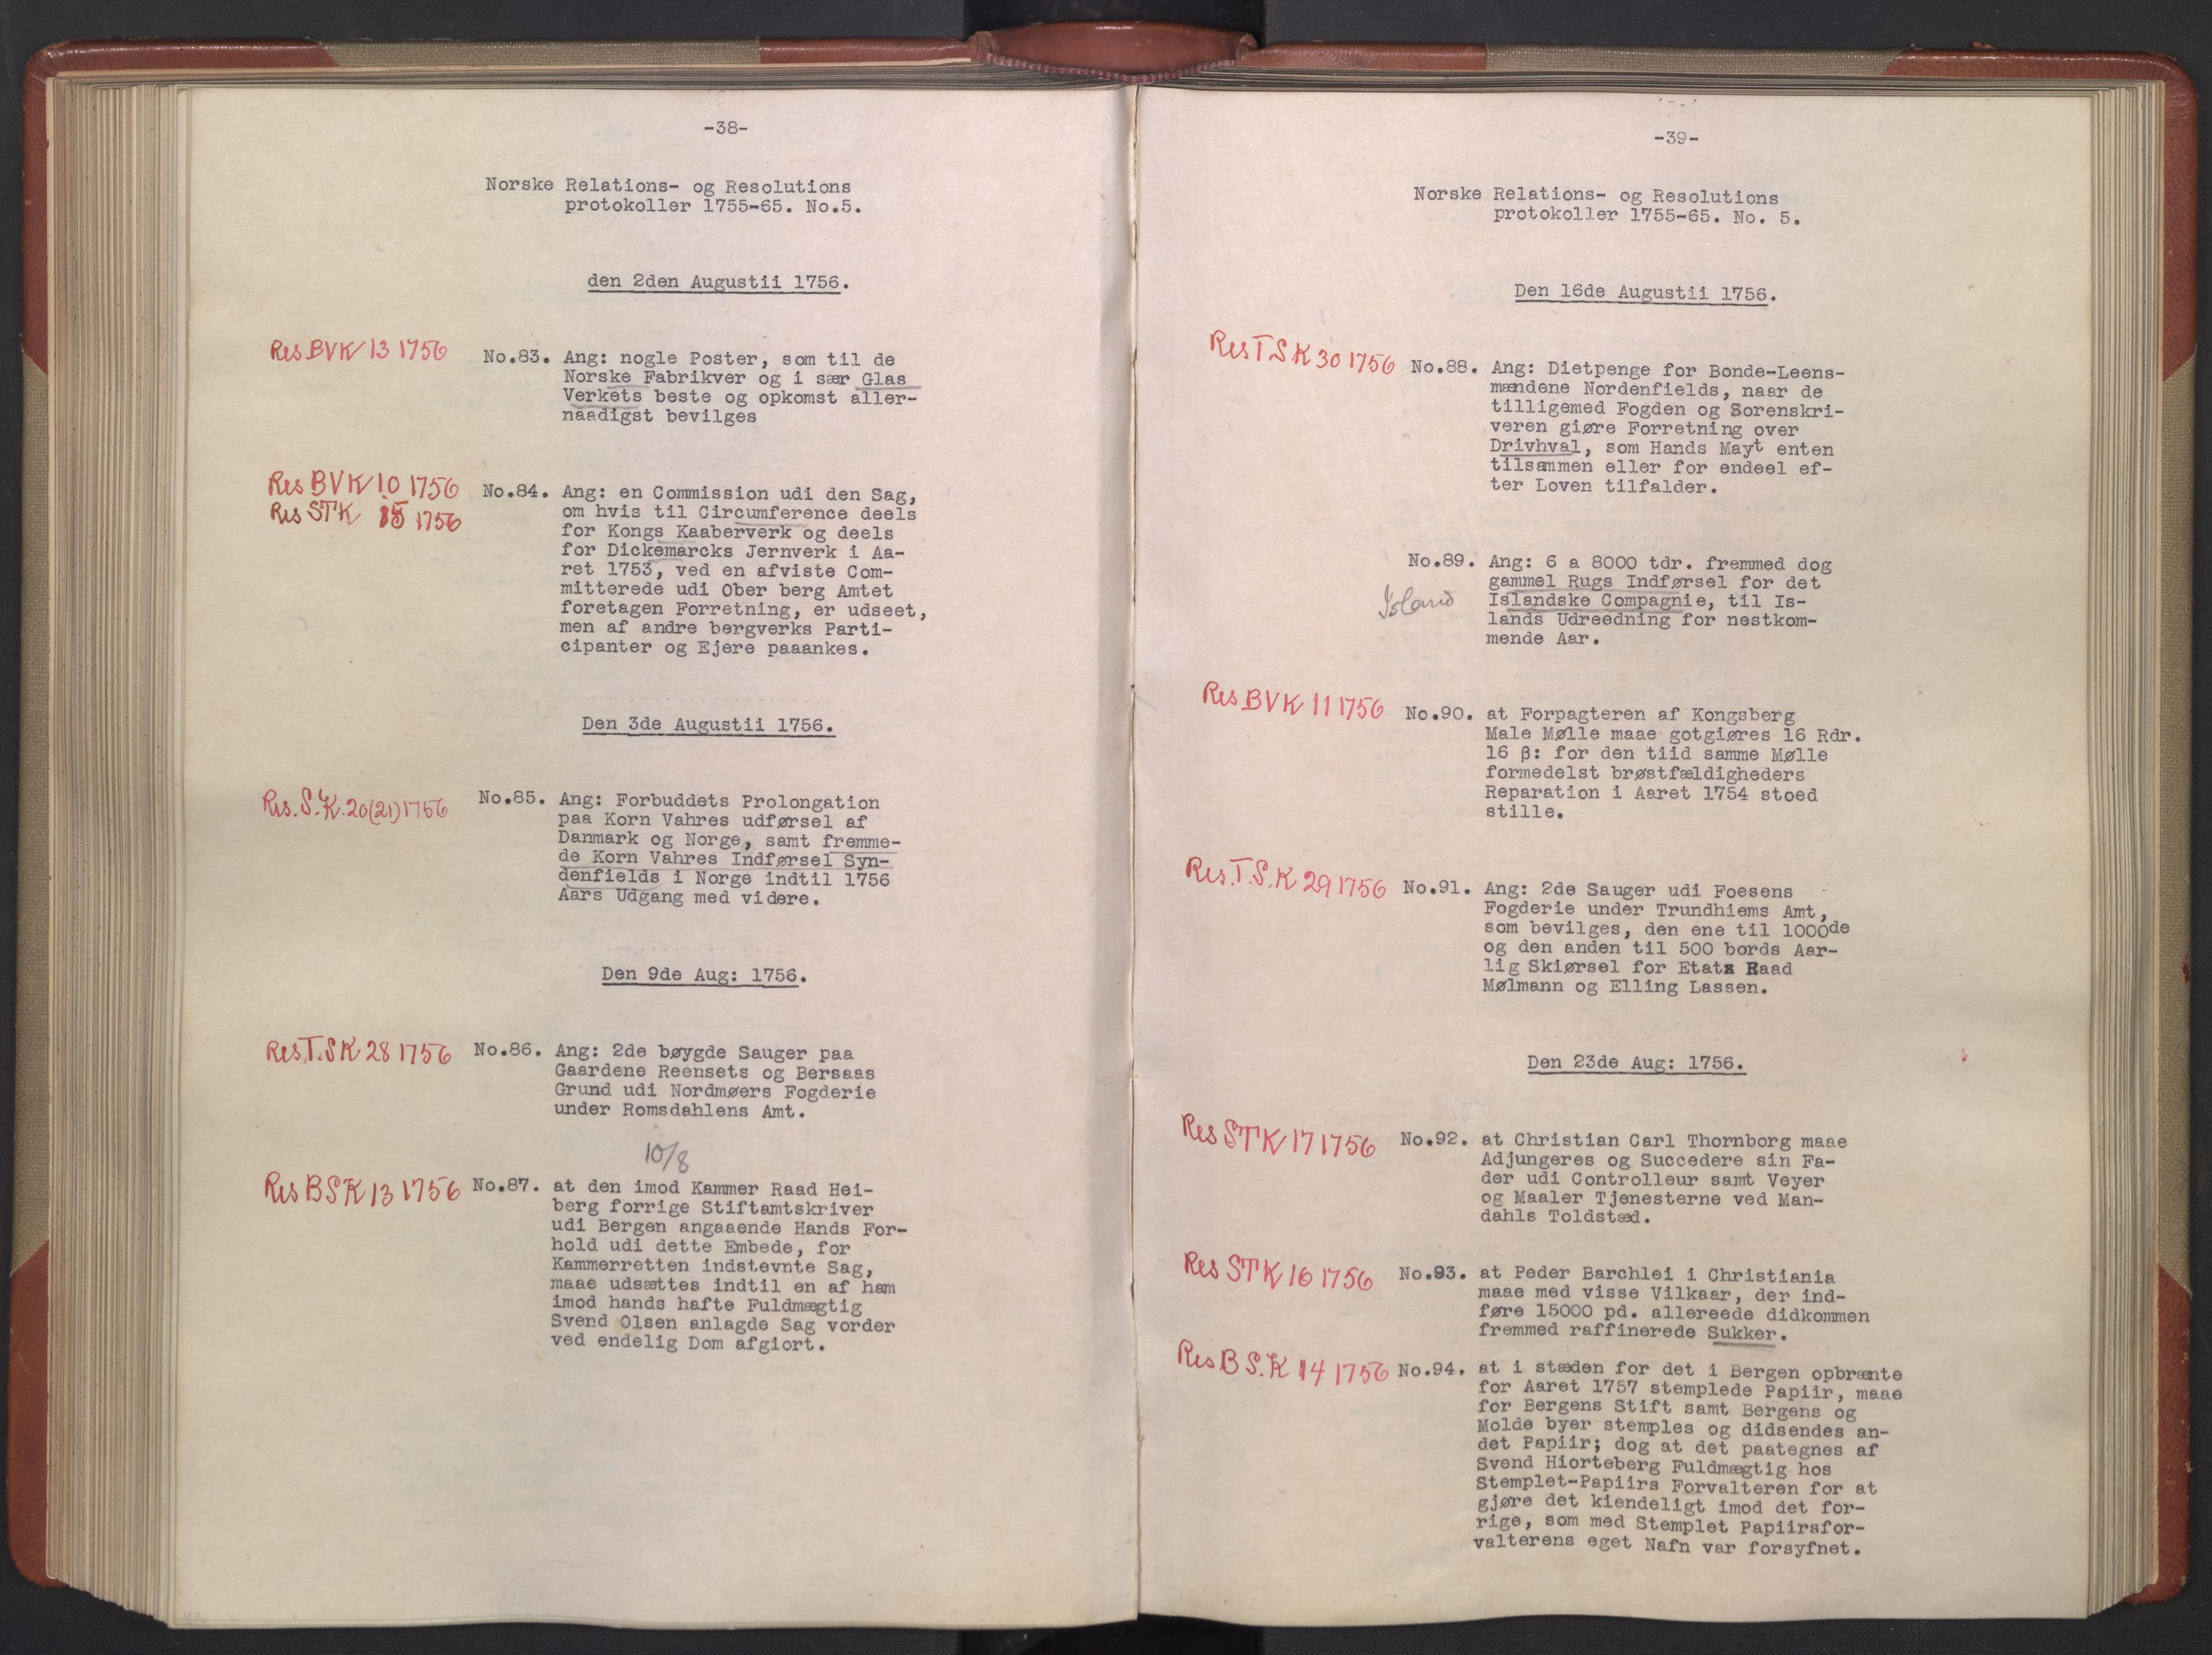 -38-
Norske Relations- og Resolutions
protokoller 1755-65. No.5.
den 2den Augustii 1756.
Res BVK 13 1756
No.83. Ang: nogle Poster, som til de
Norske Fabrikver og i sær Glas
Verkets beste og opkomst aller-
naadigst bevilges
Res BVK 10 1756
Res STK 15 1756
No.84. Ang: en Commission udi den Sag,
om hvis til Circumference deels
for Kongs Kaaberverk og deels
for Dickemarcks Jernverk i Aa-
ret 1753, ved en afviste Com-
mitterede udi Ober berg Amtet
foretagen Forretning, er udseet,
men af andre bergverks Parti-
cipanter og Ejere paaankes.
Den 3de Augustii 1756.
Res. S.K. 20(21) 1756
No.85. Ang: Forbuddets Prolongation
paa Korn Vahres udførsel af
Danmark og Norge, samt fremme-
de Korn Vahres Indførsel Syn-
denfields i Norge indtil 1756
Aars Udgang med videre.
Den 9de Aug: 1756.
Res.T.SK 28 1756
No.86. Ang: 2de bøygde Sauger paa
Gaardene Reensets og Bersaas
Grund udi Nordmøers Fogderie
under Romsdahlens Amt.
10/8
Res BSK 13 1756
No.87. at den imod Kammer Raad Hei-
berg forrige Stiftamtskriver
udi Bergen angaaende Hands For-
hold udi dette Embede, for
Kammerretten indstevnte Sag,
maae udsættes indtil en af ham
imod hands hafte Fuldmægtig
Svend Olsen anlagde Sag vorder
ved endelig Dom afgiort.
-39-
Norske Relations- og Resolutions
protokoller 1755-65. No. 5.
Den 16de Augustii 1756.
Res TSK 30 1756
No.88. Ang: Dietpenge for Bonde-Leens-
mændene Nordenfields, naar de
tilligemed Fogden og Sorenskri-
veren giøre Forretning over
Drivhval, som Hands Mayt enten
tilsammen eller for endeel ef-
ter Loven tilfalder.
No.89. Ang: 6 a 8000 tdr. fremmed dog
gammel Rugs Indførsel for det
Island
Islandske Compagnie, til Is-
lands Udreedning for nestkom-
mende Aar.
Res BVK 11 1756
No.90. at Forpagteren af Kongsberg
Male Mølle maae gotgiøres 16 Rdr.
16 β: for den tiid samme Mølle
formedelst brøstfældigheders
Reparation i Aaret 1754 stoed
stille.
Res.T.S.K 29 1756
No.91. Ang: 2de Sauger udi Foesens
Fogderie under Trundhiems Amt,
som bevilges, den ene til 1000de
og den anden til 500 bords Aar-
lig Skiørsel for Etats Raad
Mølmann og Elling Lassen.
Den 23de Aug: 1756.
Res STK 17 1756
No.92. at Christian Carl Thornborg maae
Adjungeres og Succedere sin Fa-
der udi Controlleur samt Veyer
og Maaler Tjenesterne ved Man-
dahls Toldstæd.
Res STK 16 1756
No.93. at Peder Barchlei i Christiania
maae med visse Vilkaar, der ind-
føre 15000 pd. allereede didkommen
fremmed raffinerede Sukker.
Res B S.K 14 1756
No.94. at i stæden for det i Bergen opbrænte
for Aaret 1757 stemplede Papiir, maae
for Bergens Stift samt Bergens og
Molde byer stemples og didsendes an-
det Papiir; dog at det paategnes af
Svend Hiorteberg Fuldmægtig hos
Stemplet-Papiirs Forvalteren for at
gjøre det kiendeligt imod det for-
rige, som med Stemplet Papiirsfor-
valterens eget Nafn var forsyfnet.